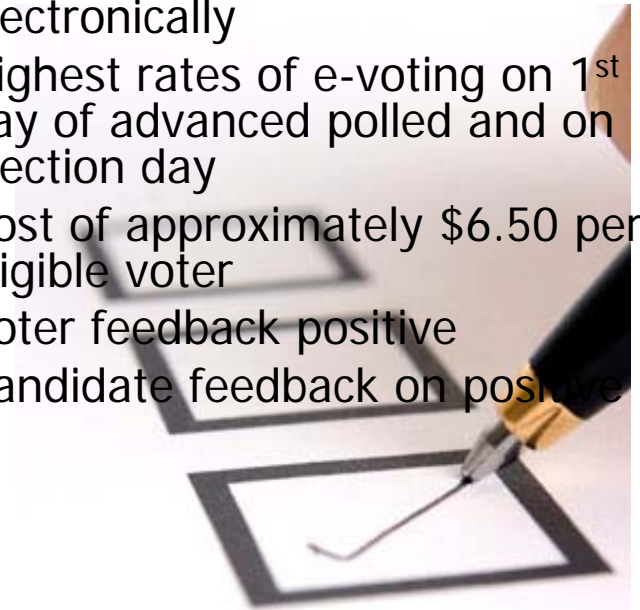 ectronically
ighest rates of e-voting on 1st
ay of advanced polled and on
ection day
ost of approximately $6.50 per
igible voter
oter feedback positive
andidate feedback on positive